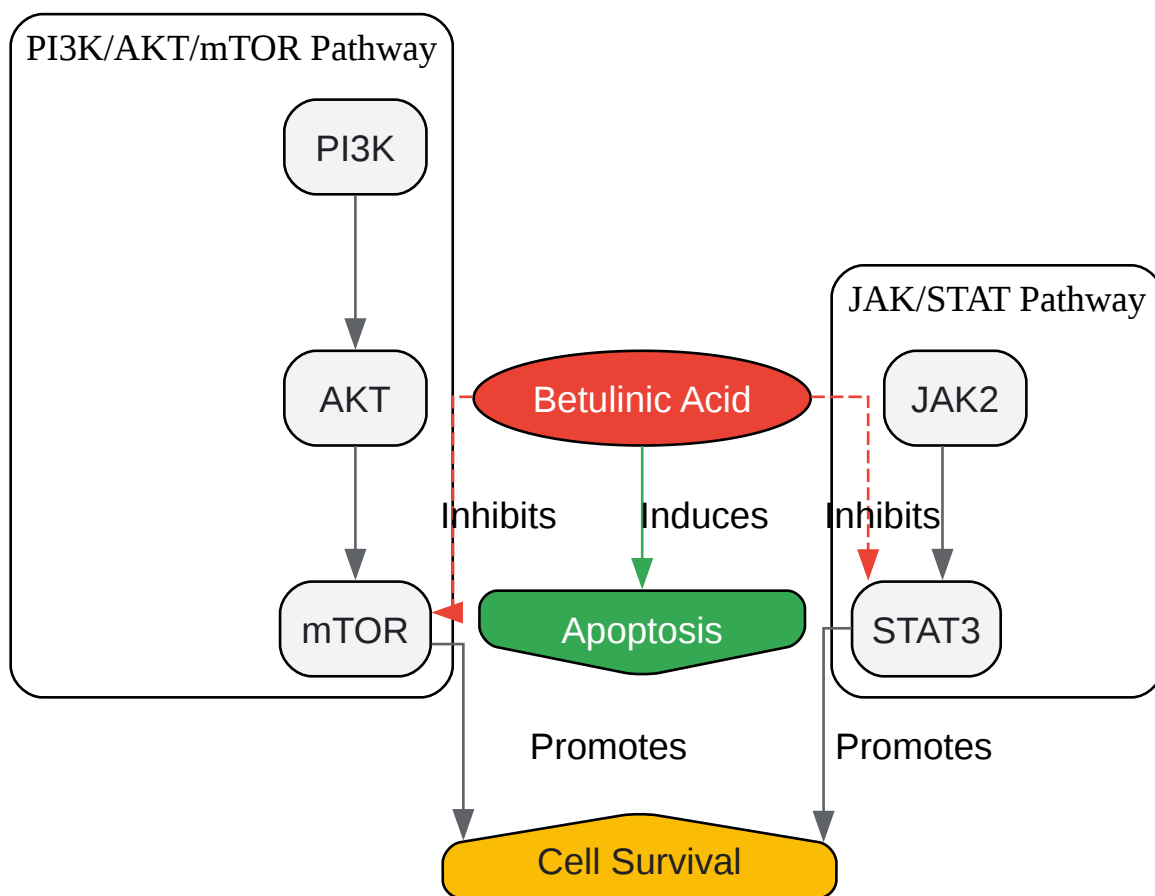 PI3K/AKT/mTOR Pathway
PI3K
JAK/STAT Pathway
AKT
Betulinic Acid
JAK2
Inhibits
Induces
Inhibits
mTOR
Apoptosis
STAT3
Promotes
Promotes
Cell Survival